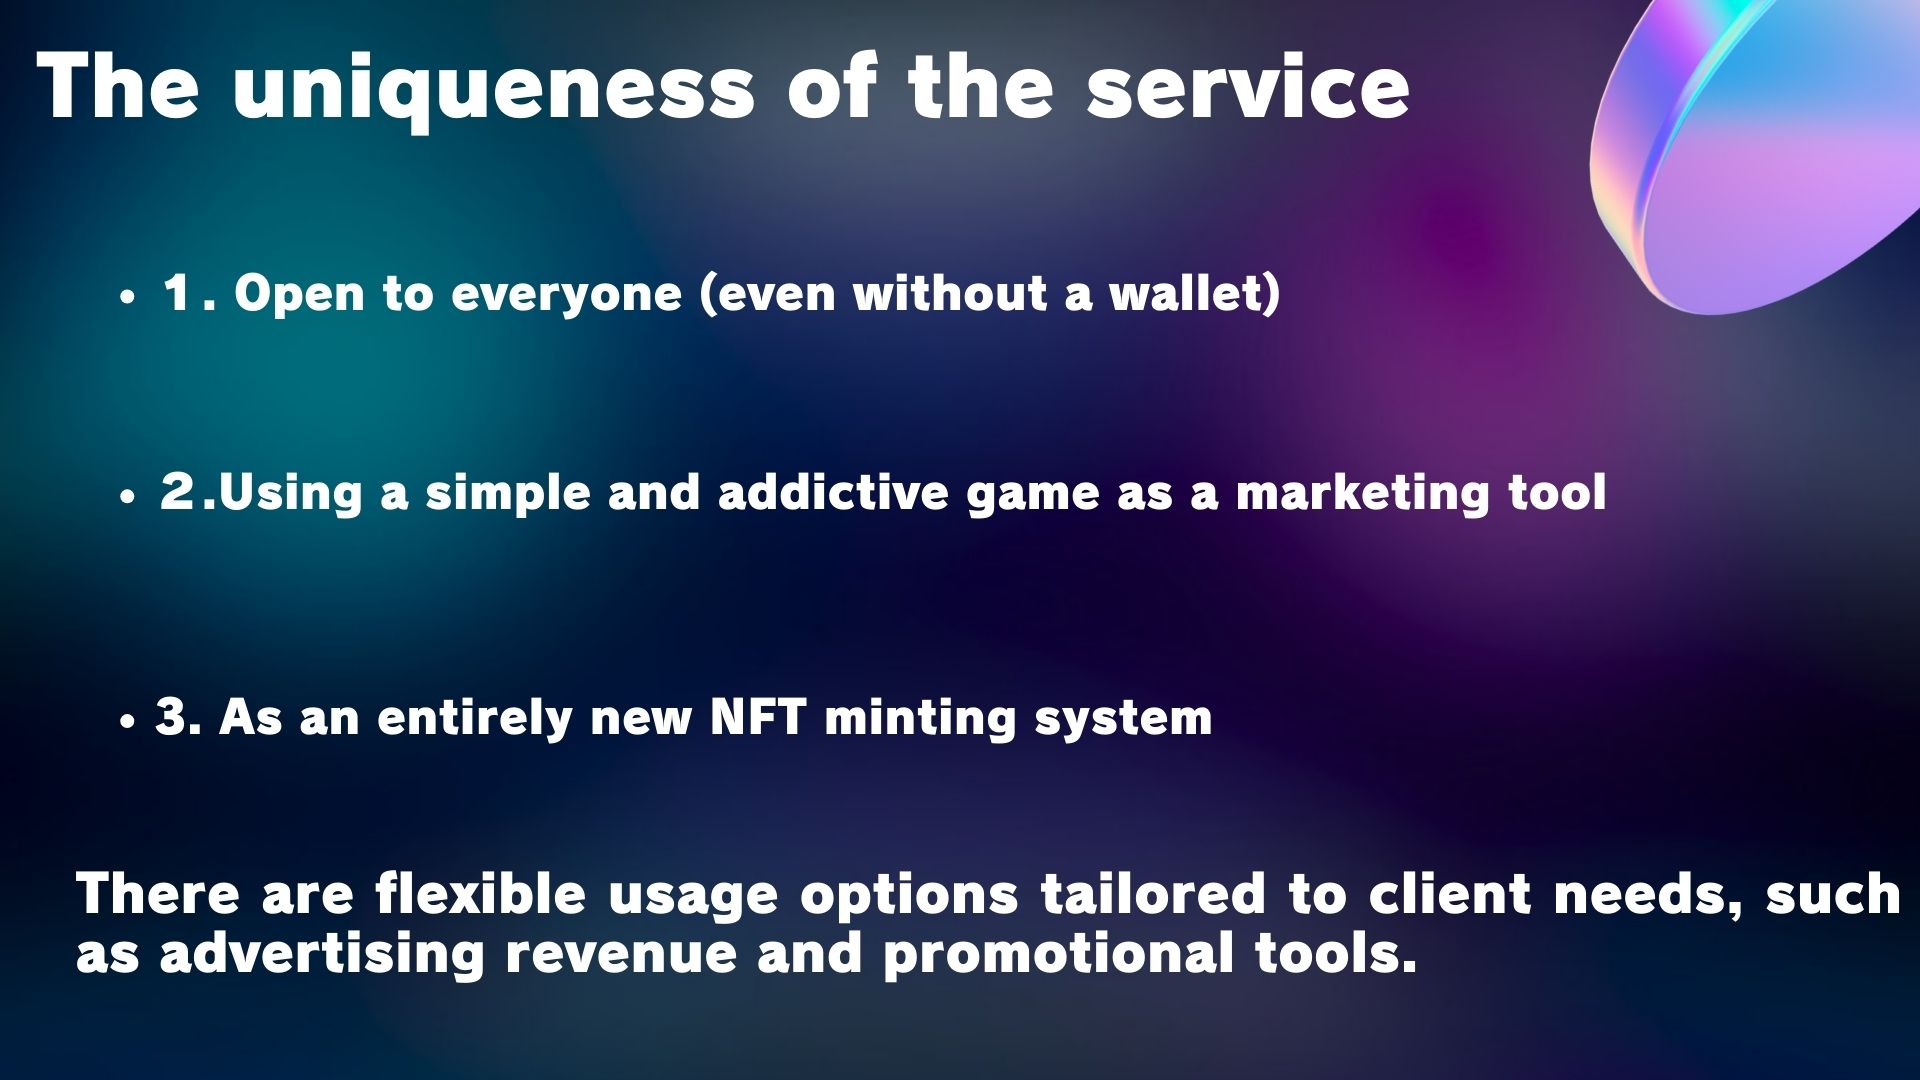 The uniqueness of the service
• 1. Open to everyone (even without a wallet)
• 2.Using a simple and addictive game as a marketing tool
• 3. As an entirely new NFT minting system
There are flexible usage options tailored to client needs, such
as advertising revenue and promotional tools.